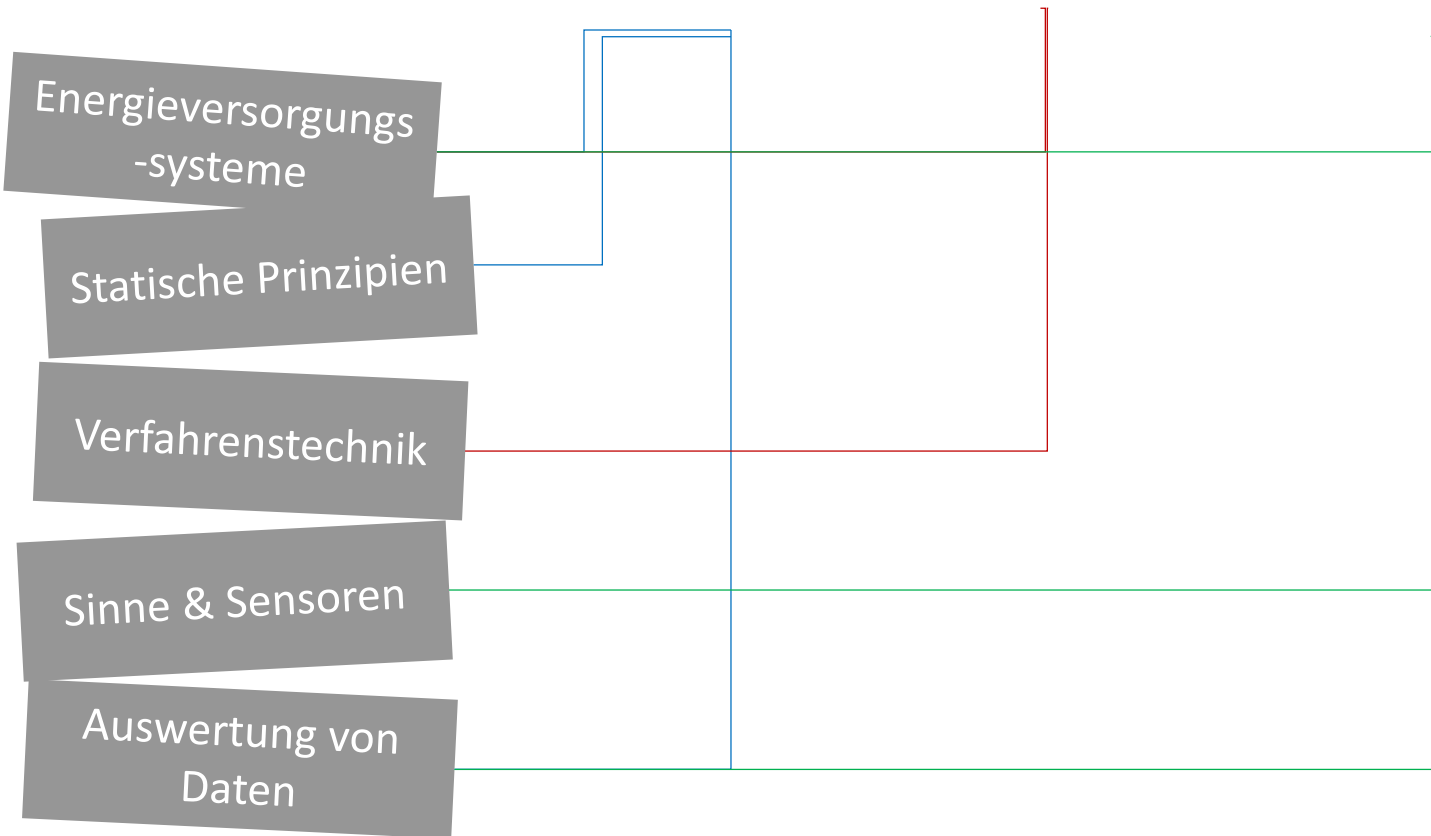 Energieversorgungs
-systeme
Statische Prinzipien
Verfahrenstechnik
Sinne & Sensoren
Auswertung von
Daten